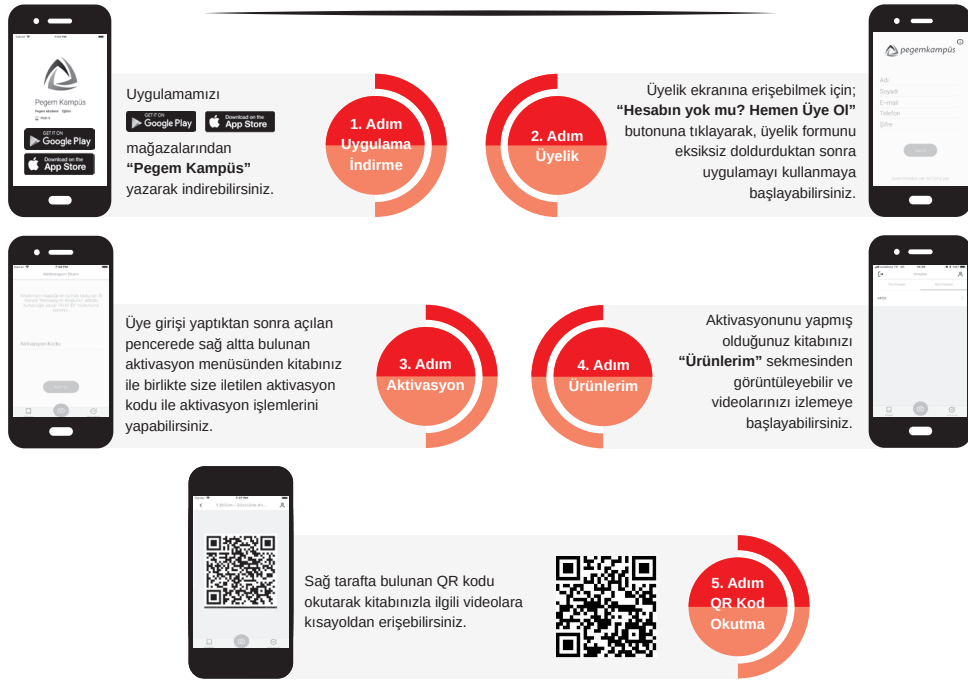 Pegem Kampüs
GET IT ON
Google Play
Download on the
App Store
Uygulamamızı
GET IT ON
Google Play
Download on the
App Store
mağazalarından
“Pegem Kampüs”
yazarak indirebilirsiniz.
1. Adım
Uygulama
İndirme
2. Adım
Üyelik
Üyelik ekranına erişebilmek için;
“Hesabın yok mu? Hemen Üye Ol”
butonuna tıklayarak, üyelik formunu
eksiksiz doldurduktan sonra
uygulamayı kullanmaya
başlayabilirsiniz.
pegemkampüs
Adı
Soyadı
E-mail
Telefon
Şifre
7:44 PM
Aktivasyon Ekranı
Aktivasyon Kodu
Üye girişi yaptıktan sonra açılan
pencerede sağ altta bulunan
aktivasyon menüsünden kitabınız
ile birlikte size iletilen aktivasyon
kodu ile aktivasyon işlemlerini
yapabilirsiniz.
3. Adım
Aktivasyon
4. Adım
Ürünlerim
Aktivasyonunu yapmış
olduğunuz kitabınızı
“Ürünlerim” sekmesinden
görüntüleyebilir ve
videolarınızı izlemeye
başlayabilirsiniz.
Sağ tarafta bulunan QR kodu
okutarak kitabınızla ilgili videolara
kısayoldan erişebilirsiniz.
5. Adım
QR Kod
Okutma